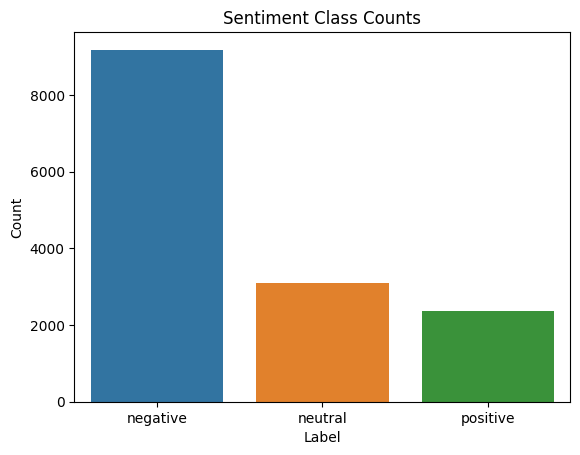 Sentiment Class Counts
8000
6000
4000
2000
0
Count
negative neutral positive
Label